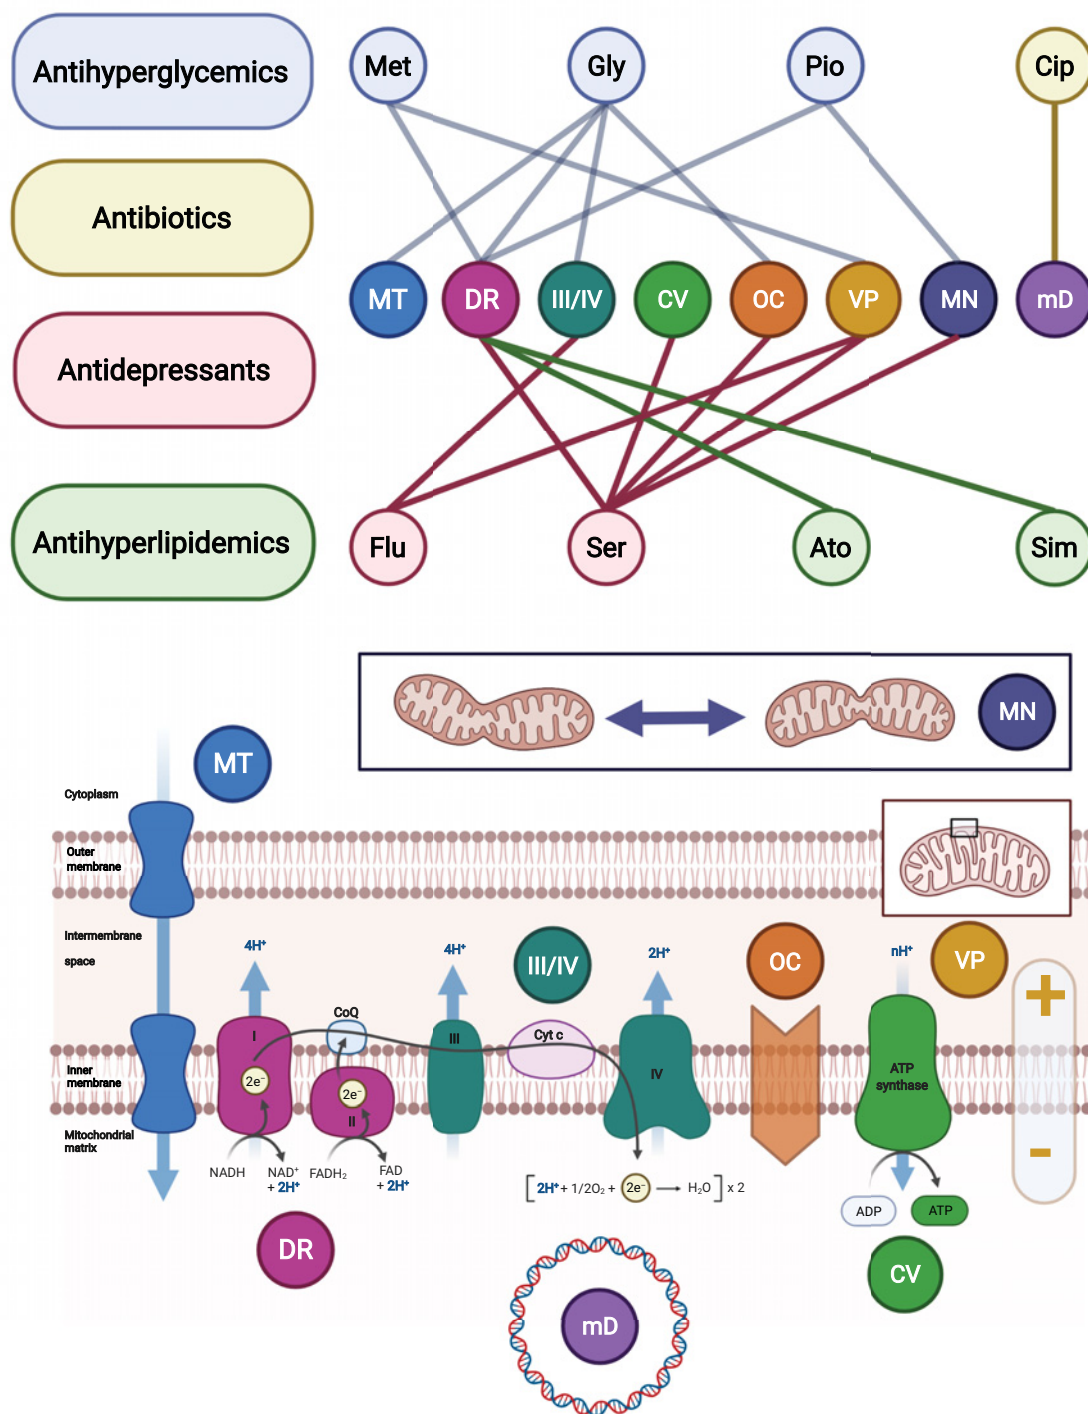 Antihyperglycemics
Met
Gly
Pio
Cip
Antibiotics
MT
DR
III/IV
CV
OC
VP
MN
mD
Antidepressants
Antihyperlipidemics
Flu
Ser
Ato
Sim
MN
MT
Cytoplasm
Outer
membrane
Intermembrane
space
4H⁺
4H⁺
III/IV
2H⁺
OC
nH⁺
VP
+
CoQ
I
III
Cyt c
Inner
membrane
2e⁻
2e⁻
II
IV
ATP
synthase
Mitochondrial
matrix
-
NADH
NAD⁺
+ 2H⁺
FADH₂
FAD
+ 2H⁺
[2H⁺ + 1/2O₂ + 2e⁻ → H₂O] x 2
ADP
ATP
DR
CV
mD